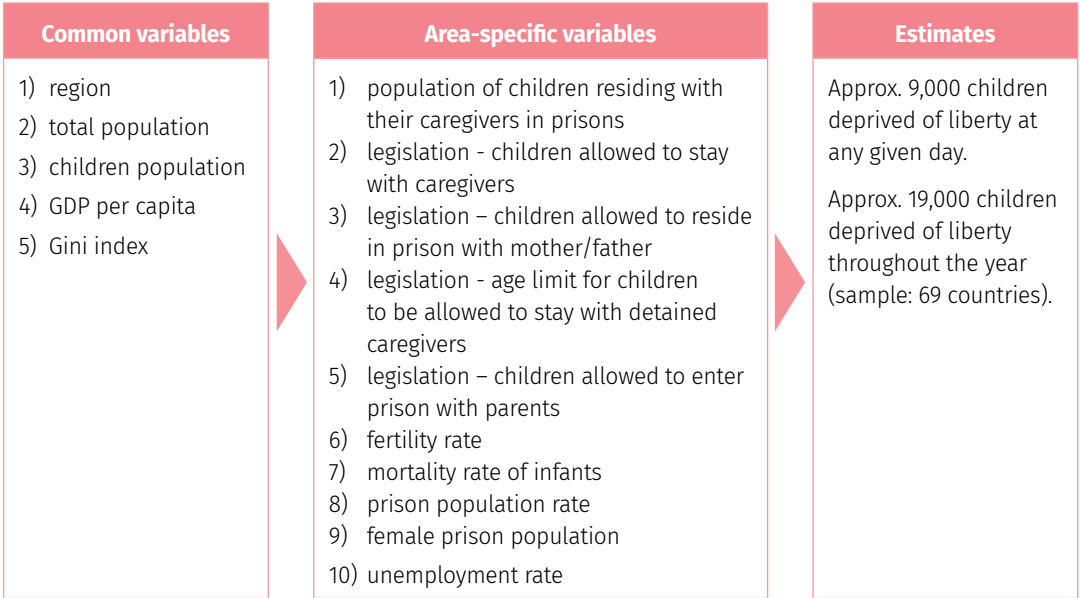 Common variables
1) region
2) total population
3) children population
4) GDP per capita
5) Gini index
Area-specific variables
1) population of children residing with
their caregivers in prisons
2) legislation - children allowed to stay
with caregivers
3) legislation – children allowed to reside
in prison with mother/father
4) legislation - age limit for children
to be allowed to stay with detained
caregivers
5) legislation – children allowed to enter
prison with parents
6) fertility rate
7) mortality rate of infants
8) prison population rate
9) female prison population
10) unemployment rate
Estimates
Approx. 9,000 children
deprived of liberty at
any given day.
Approx. 19,000 children
deprived of liberty
throughout the year
(sample: 69 countries).